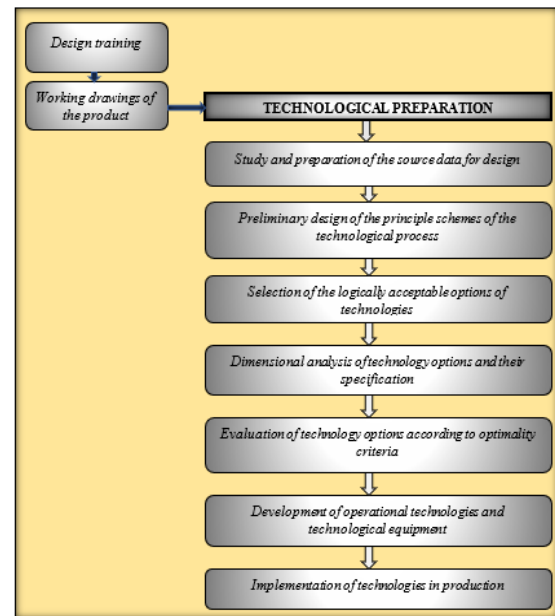 Design training
Working drawings of
the product
TECHNOLOGICAL PREPARATION
Study and preparation of the source data for design
Preliminary design of the principle schemes of the
technological process
Selection of the logically acceptable options of
technologies
Dimensional analysis of technology options and their
specification
Evaluation of technology options according to optimality
criteria
Development of operational technologies and
technological equipment
Implementation of technologies in production